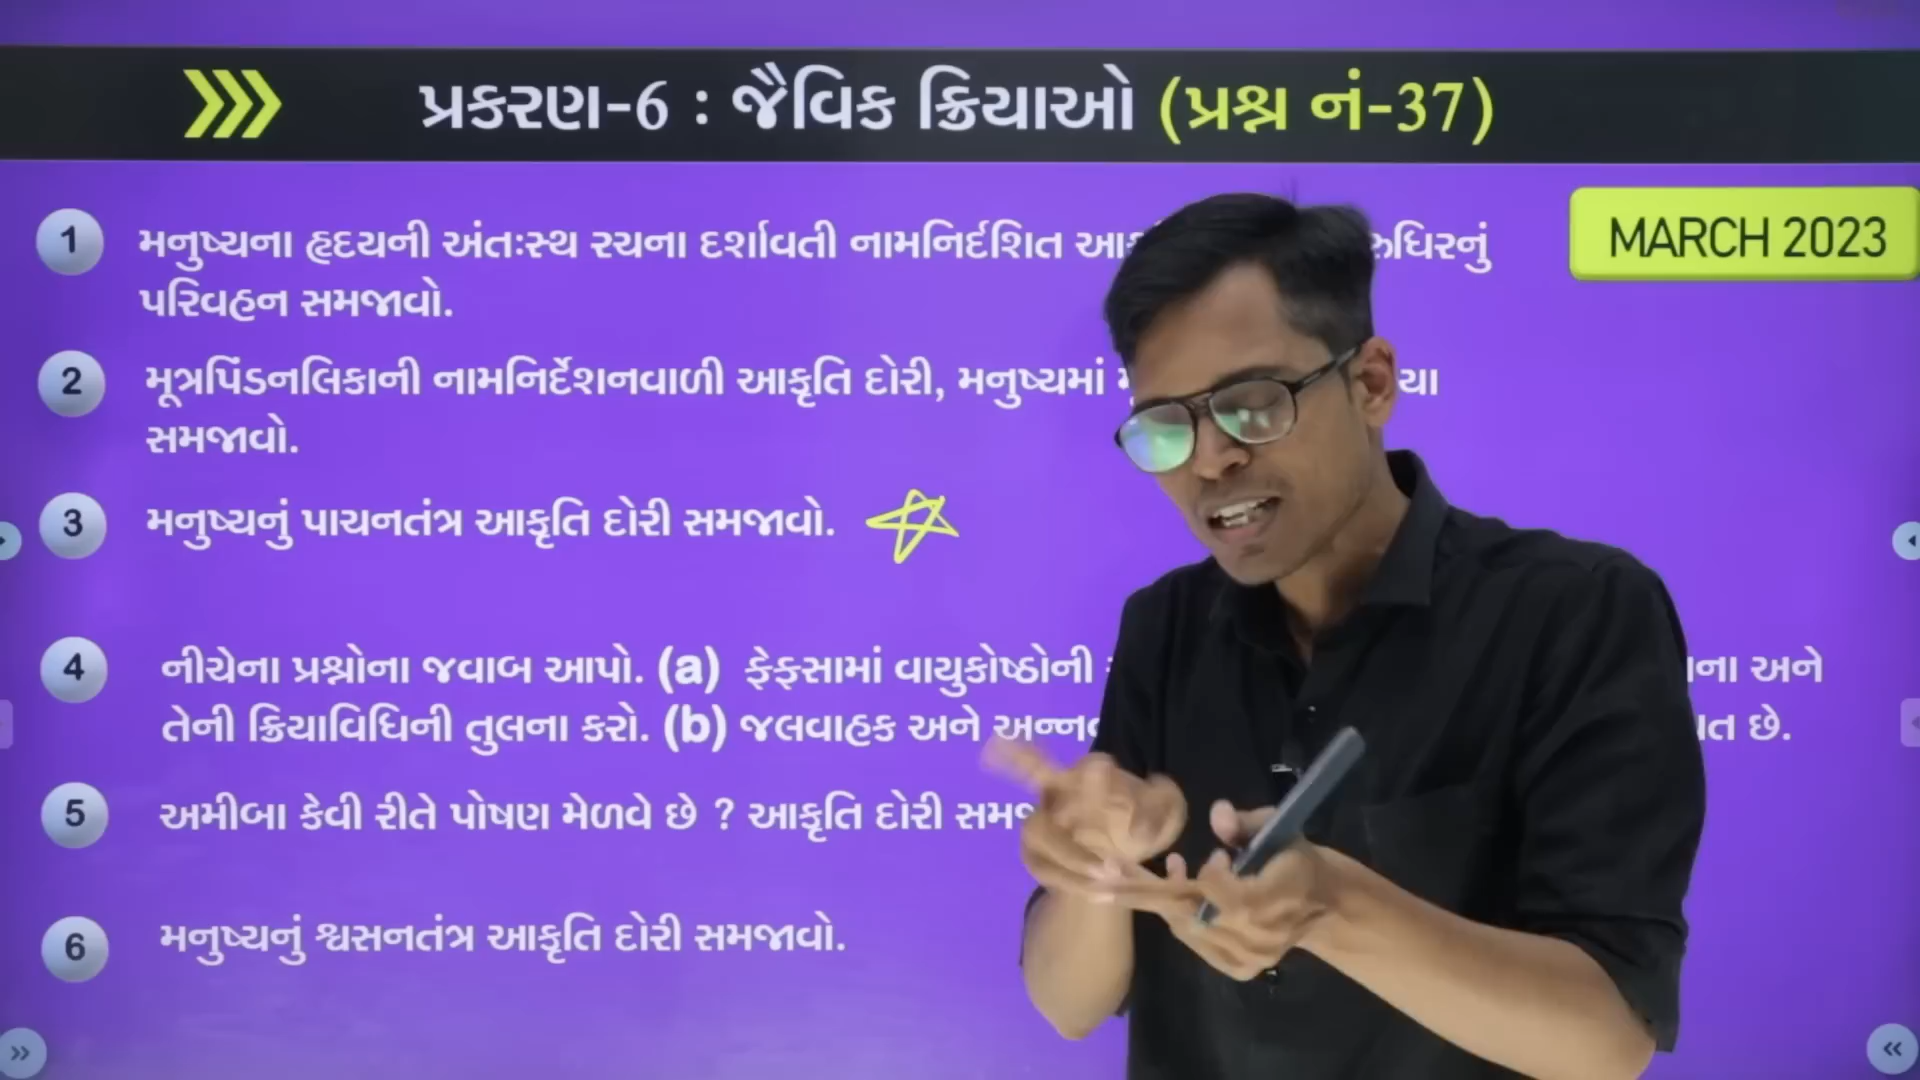 પ્રકરણ-6 : જૈવિક ક્રિયાઓ (પ્રશ્ન નં-37)
MARCH 2023
1 મનુષ્યના હૃદયની અંતઃસ્થ રચના દર્શાવતી નામનિર્દેશિત
પરિવહન સમજાવો.
2 મૂત્રપિંડનલિકાની નામનિર્દેશનવાળી આકૃતિ દોરી, મનુષ્યમાં
સમજાવો.
3 મનુષ્યનું પાચનતંત્ર આકૃતિ દોરી સમજાવો.
4 નીચેના પ્રશ્નોના જવાબ આપો. (a) ફેફસામાં વાયુકોષ્ઠોની અને
તેની ક્રિયાવિધિની તુલના કરો. (b) જલવાહક અને છે.
5 અમીબા કેવી રીતે પોષણ મેળવે છે ? આકૃતિ દોરી
6 મનુષ્યનું શ્વસનતંત્ર આકૃતિ દોરી સમજાવો.